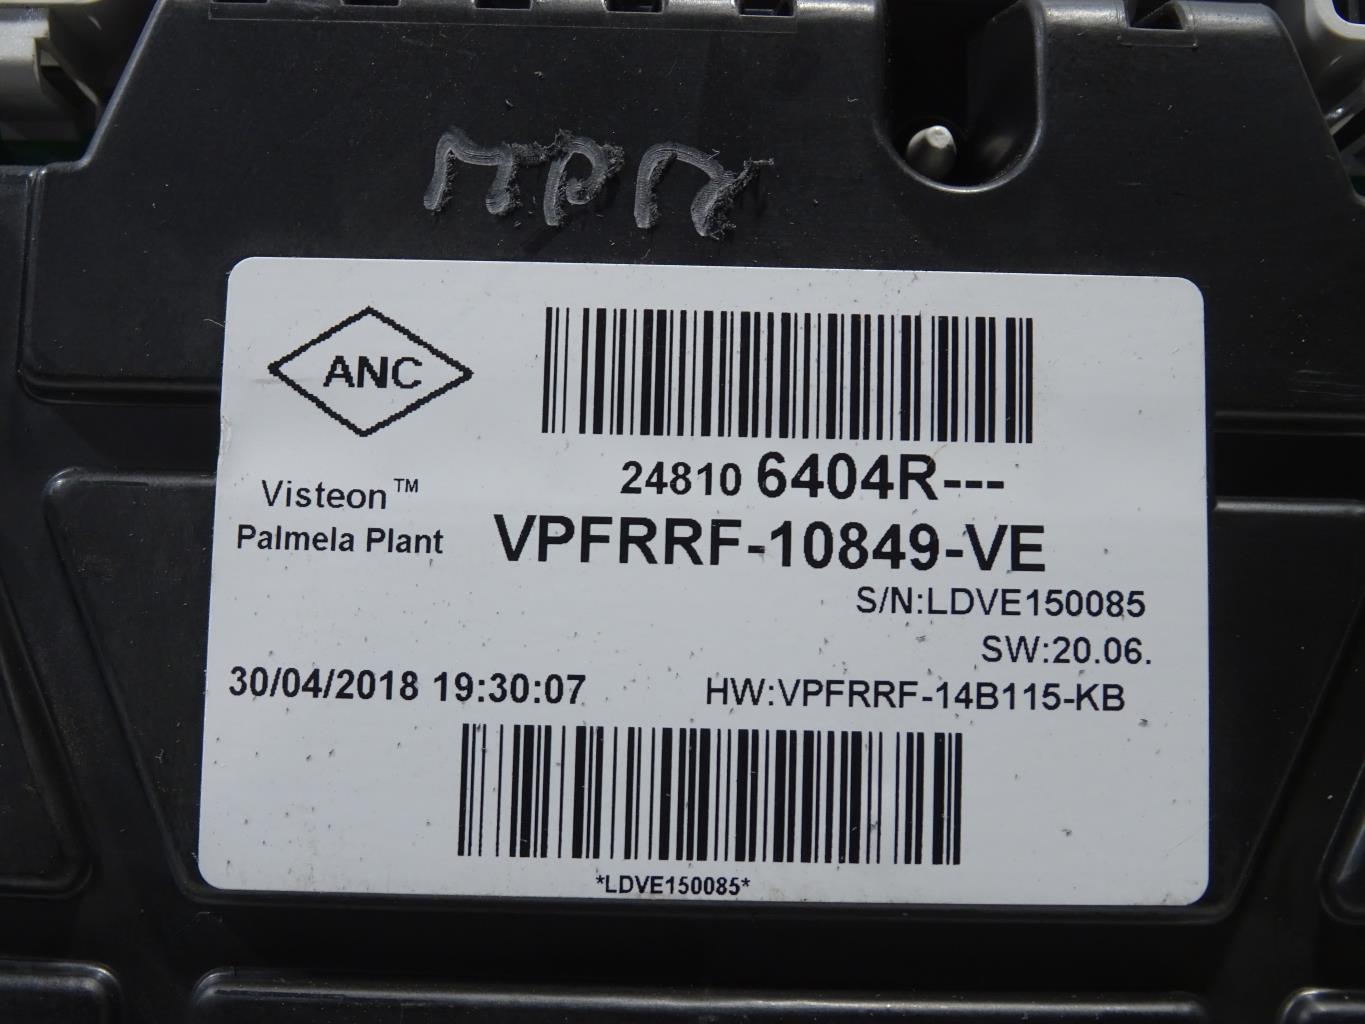 ANC
24810 6404R---
Visteon™
Palmela Plant
VPFRRF-10849-VE
S/N:LDVE150085
SW:20.06.
30/04/2018 19:30:07
HW:VPFRRF-14B115-KB
*LDVE150085*